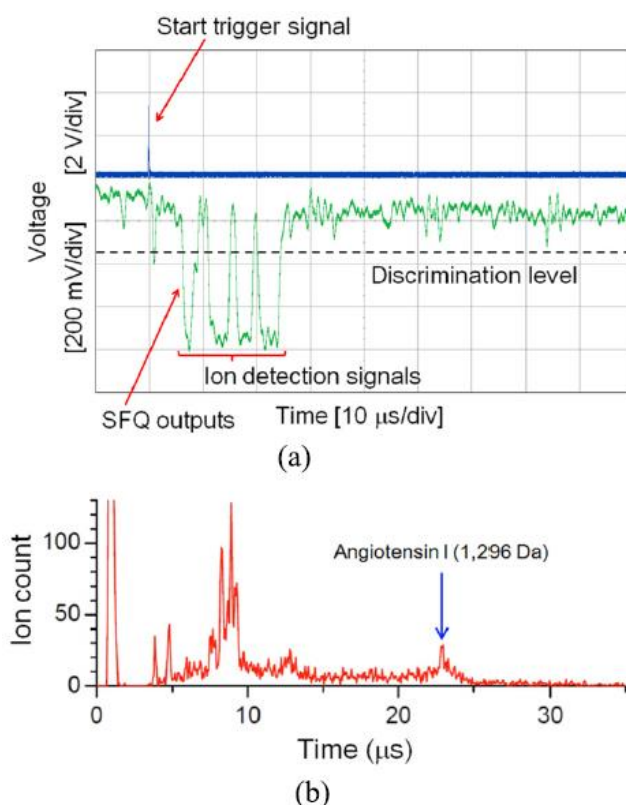 Start trigger signal
[2 V/div]
Voltage
[200 mV/div]
Discrimination level
Ion detection signals
SFQ outputs
Time [10 μs/div]
(a)
Ion count
100
50
0
Angiotensin I (1,296 Da)
0
10
20
30
Time (μs)
(b)